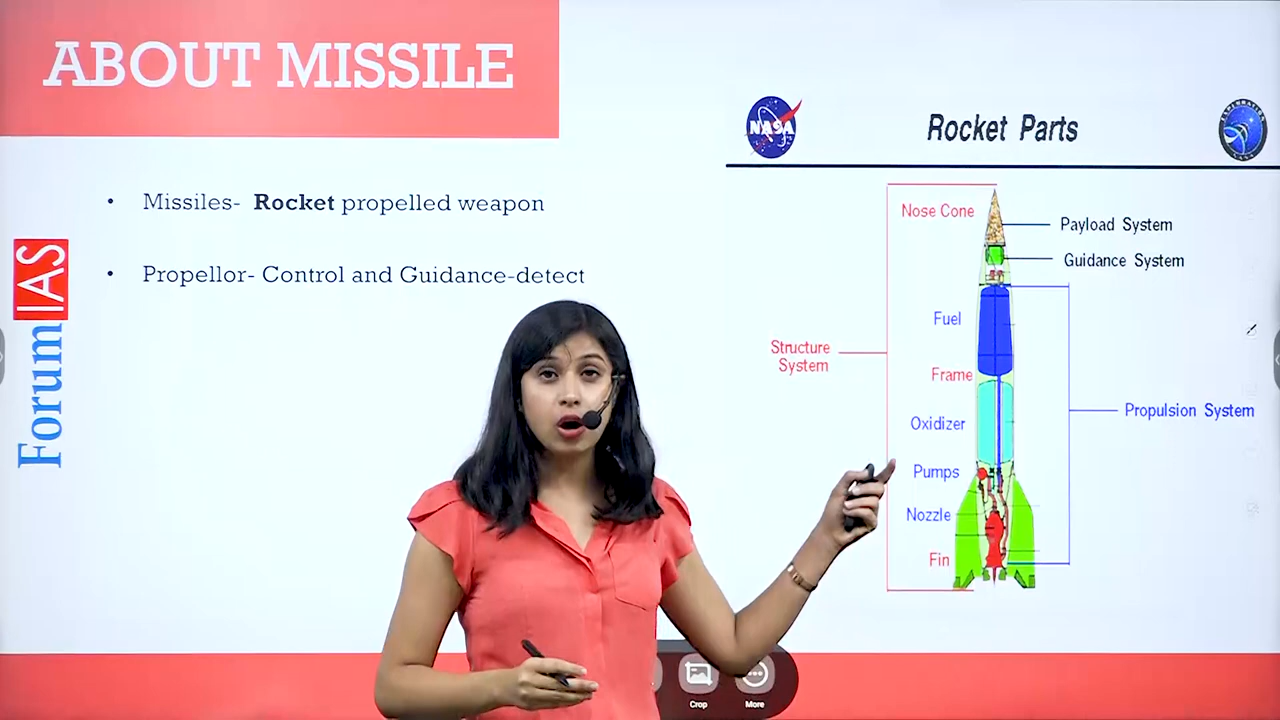 ABOUT MISSILE
NASA
Rocket Parts
EXPLORATION
• Missiles- Rocket propelled weapon
• Propellor- Control and Guidance-detect
Forum IAS
Nose Cone
Payload System
Guidance System
Fuel
Structure
System
Frame
Propulsion System
Oxidizer
Pumps
Nozzle
Fin
Crop
More